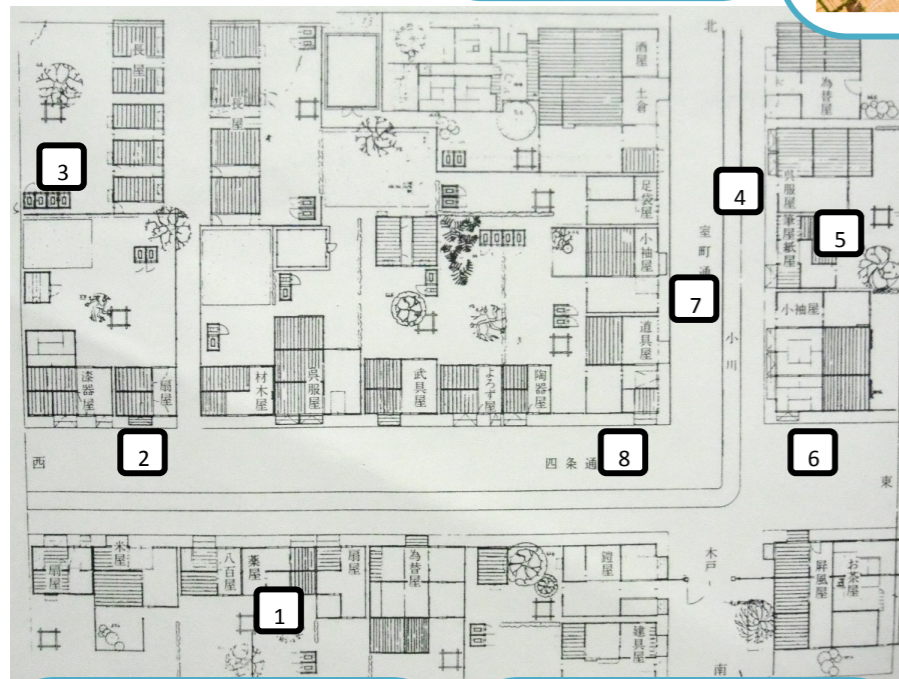 北
長屋
長屋
酒屋
土倉
為替屋
3
4
足袋屋
呉服屋
筆屋紙屋
5
小袖屋
室町通
7
小袖屋
道具屋
小川
漆器屋
扇屋
材木屋
呉服屋
武具屋
よろず屋
陶器屋
2
8
6
西
四条通
東
扇屋
米屋
八百屋
薬屋
扇屋
為替屋
鎧屋
木戸
屏風屋
お茶屋
1
建具屋
南